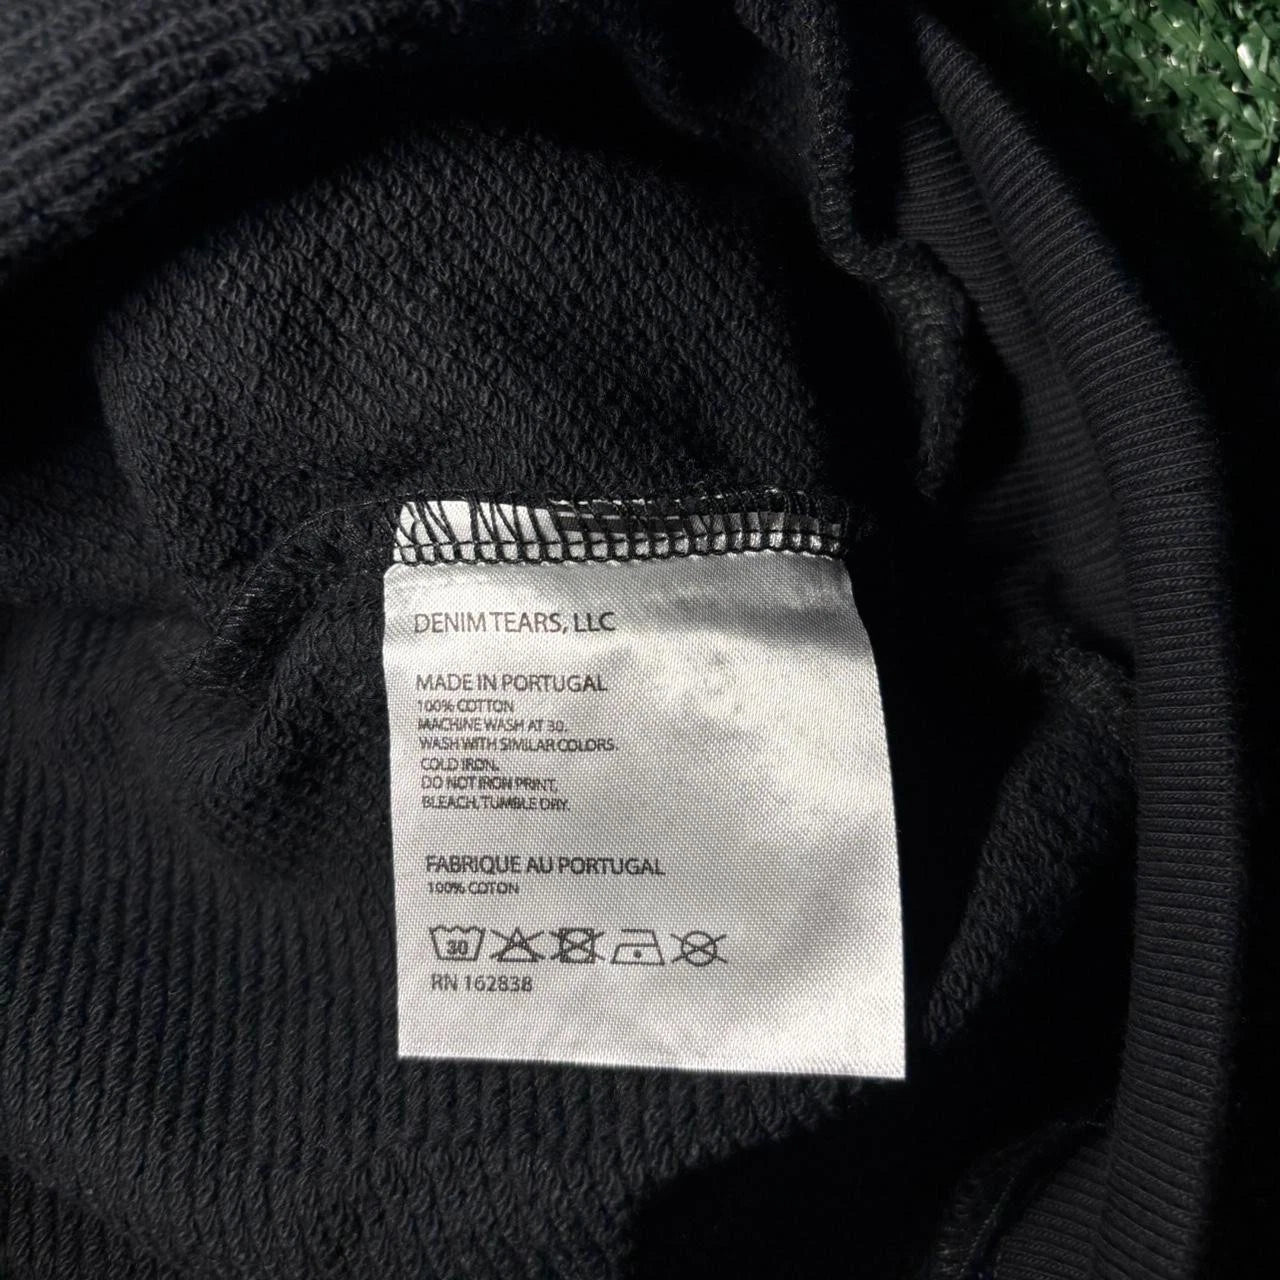 DENIM TEARS, LLC
MADE IN PORTUGAL
100% COTTON
MACHINE WASH AT 30.
WASH WITH SIMILAR COLORS.
COLD IRON.
DO NOT IRON PRINT,
BLEACH, TUMBLE DRY.
FABRIQUE AU PORTUGAL
100% COTON
30
RN 162838